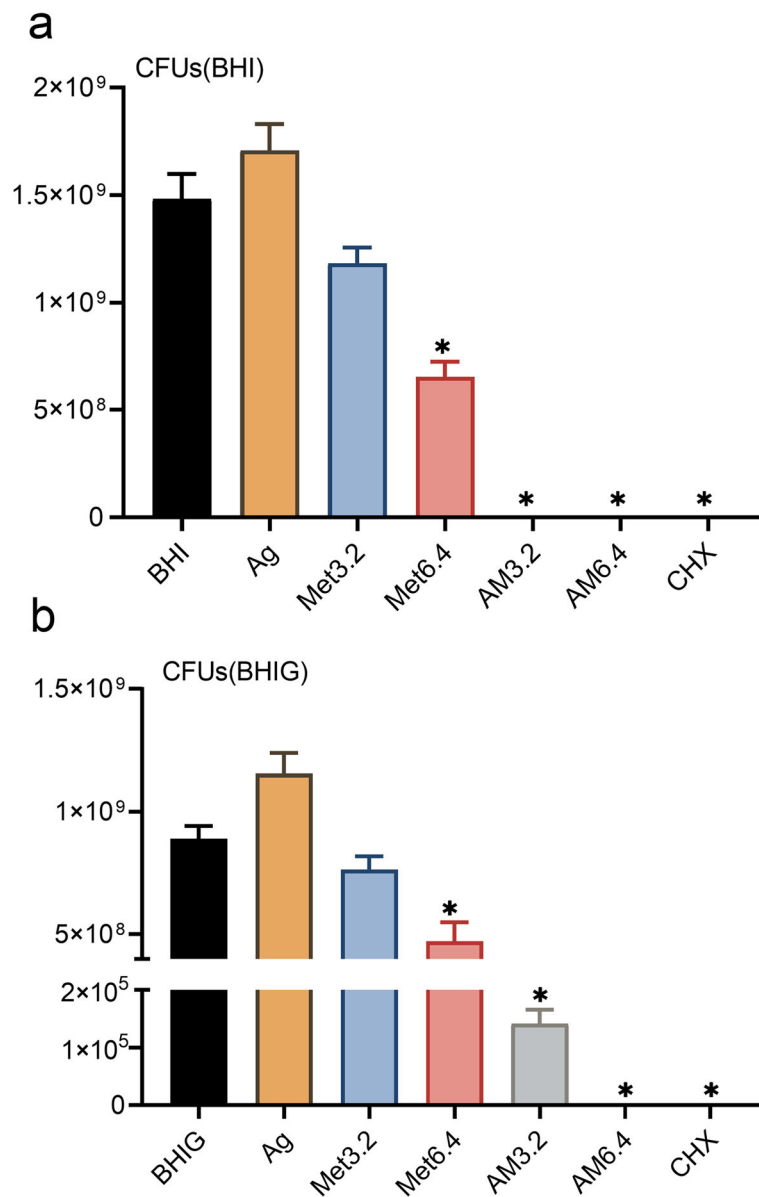 a
CFUs(BHI)
2×10⁹
1.5×10⁹
1×10⁹
*
5×10⁸
* * *
0
BHI Ag Met3.2 Met6.4 AM3.2 AM6.4 CHX
b
CFUs(BHIG)
1.5×10⁹
1×10⁹
*
5×10⁸
2×10⁵
*
1×10⁵
* *
0
BHIG Ag Met3.2 Met6.4 AM3.2 AM6.4 CHX